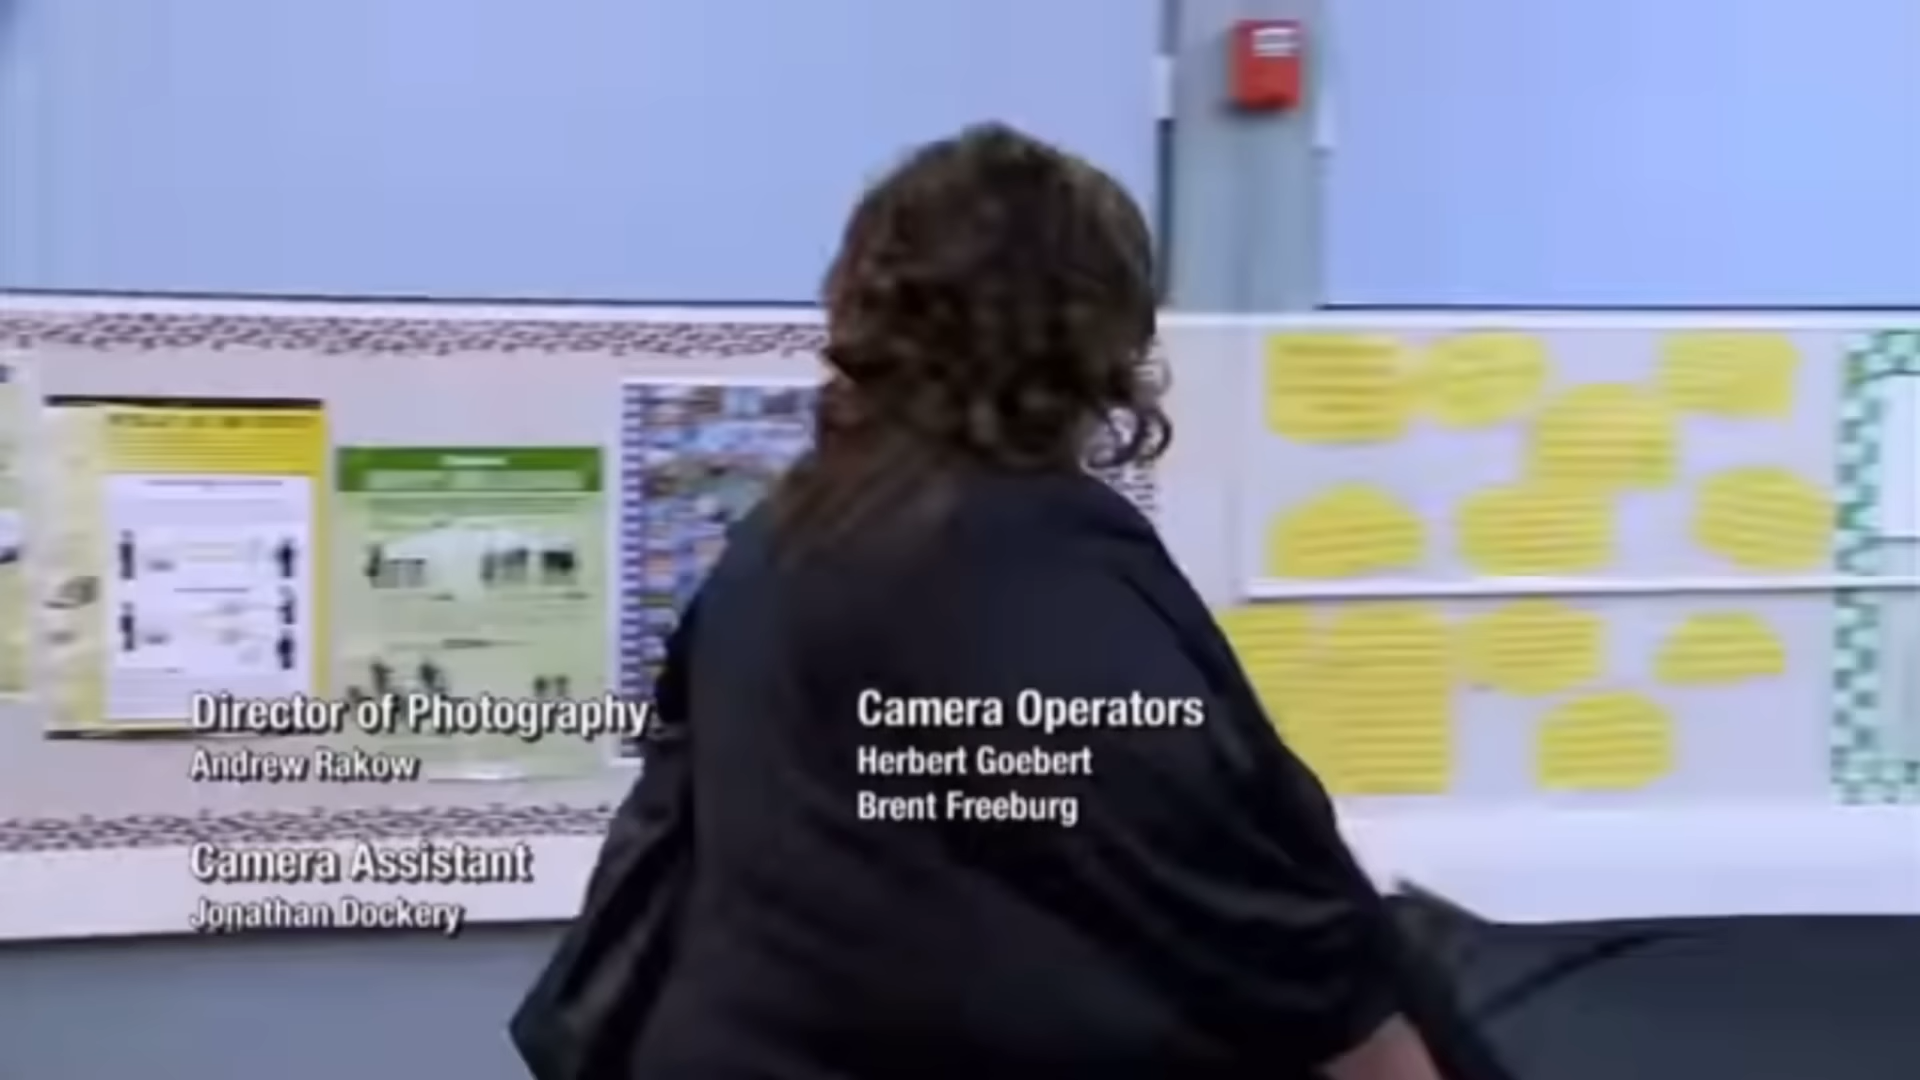 Director of Photography
Andrew Rakow
Camera Assistant
Jonathan Dockery
Camera Operators
Herbert Goebert
Brent Freeburg